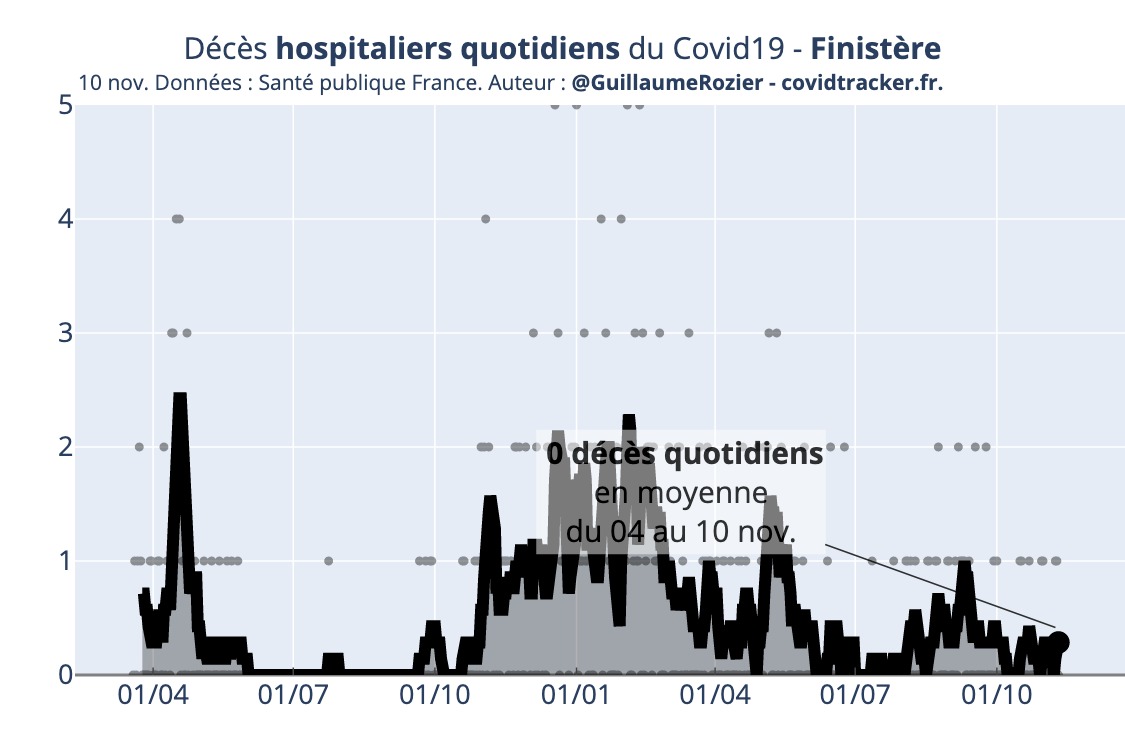 Décès hospitaliers quotidiens du Covid19 - Finistère
10 nov. Données : Santé publique France. Auteur : @GuillaumeRozier - covidtracker.fr.
5
4
3
2
0 décès quotidiens
en moyenne
du 04 au 10 nov.
1
0
01/04 01/07 01/10 01/01 01/04 01/07 01/10